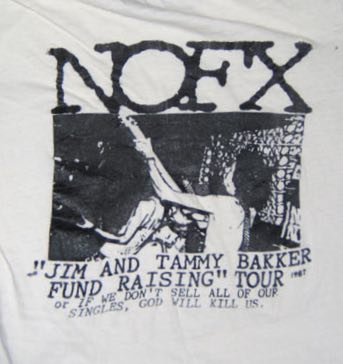 NOFX
"JIM AND TAMMY BAKKER
FUND RAISING" TOUR 1987
or IF WE DON'T SELL ALL OF OUR
SINGLES, GOD WILL KILL US.